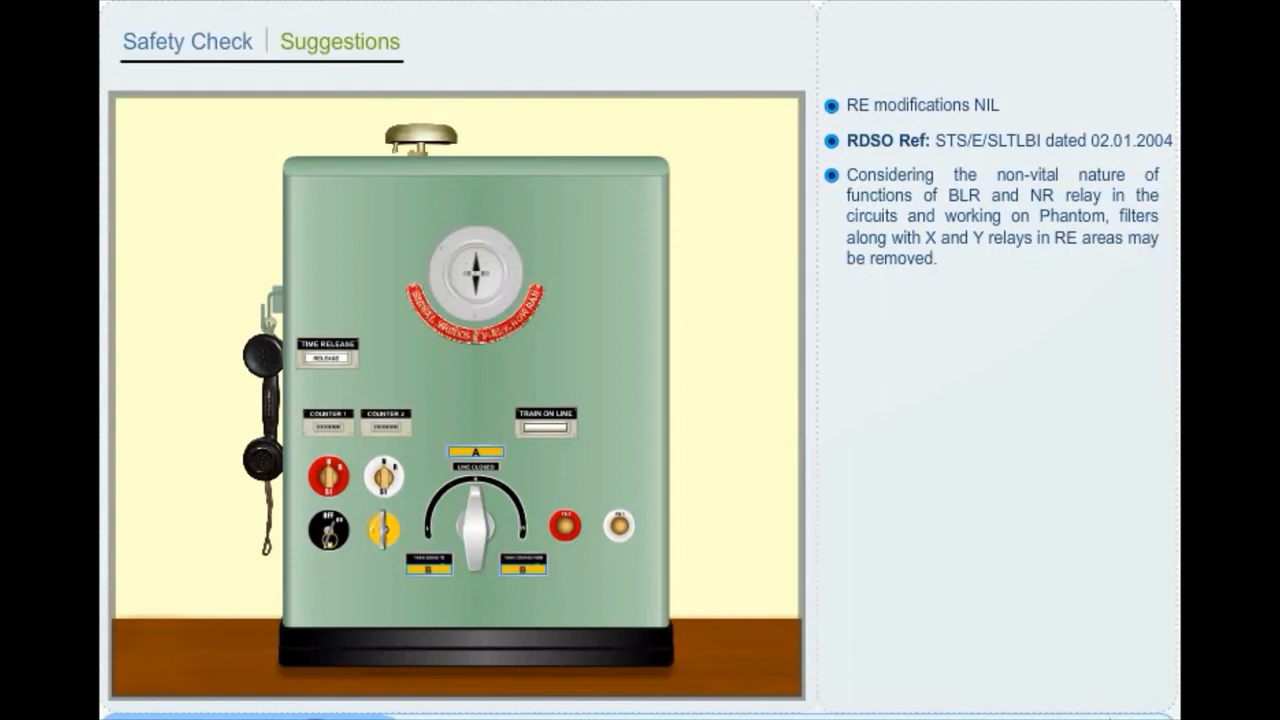 Safety Check | Suggestions
RE modifications NIL
RDSO Ref: STS/E/SLTLBI dated 02.01.2004
Considering the non-vital nature of
functions of BLR and NR relay in the
circuits and working on Phantom, filters
along with X and Y relays in RE areas may
be removed.
TIME RELEASE
RELEASE
COUNTER 1 COUNTER 2
TRAIN ON LINE
A
LINE CLOSED
OFF
B B